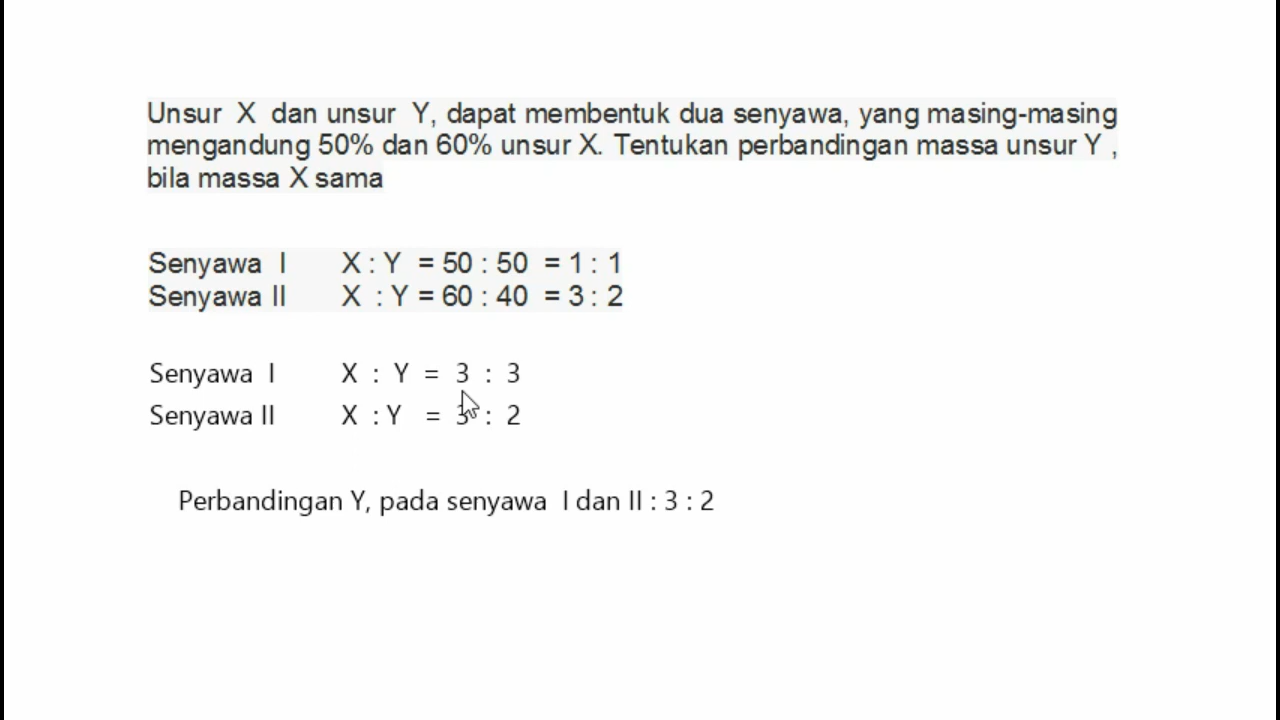 Unsur X dan unsur Y, dapat membentuk dua senyawa, yang masing-masing
mengandung 50% dan 60% unsur X. Tentukan perbandingan massa unsur Y ,
bila massa X sama
Senyawa I X : Y = 50 : 50 = 1 : 1
Senyawa II X : Y = 60 : 40 = 3 : 2
Senyawa I X : Y = 3 : 3
Senyawa II X : Y = 3 : 2
Perbandingan Y, pada senyawa I dan II : 3 : 2